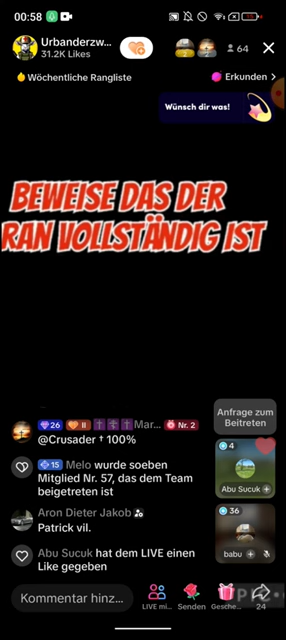 00:58
Urbanderzw...
31.2K Likes
64
Wöchentliche Rangliste
Erkunden >
Wünsch dir was!
BEWEISE DAS DER
RAN VOLLSTÄNDIG IST
26 II Mar... Nr. 2
@Crusader † 100%
15 Melo wurde soeben
Mitglied Nr. 57, das dem Team
beigetreten ist
Aron Dieter Jakob
Patrick vil.
Abu Sucuk hat dem LIVE einen
Like gegeben
Anfrage zum
Beitreten
4
Abu Sucuk +
36
babu +
Kommentar hinz...
LIVE mi...
Senden
Gesche...
24